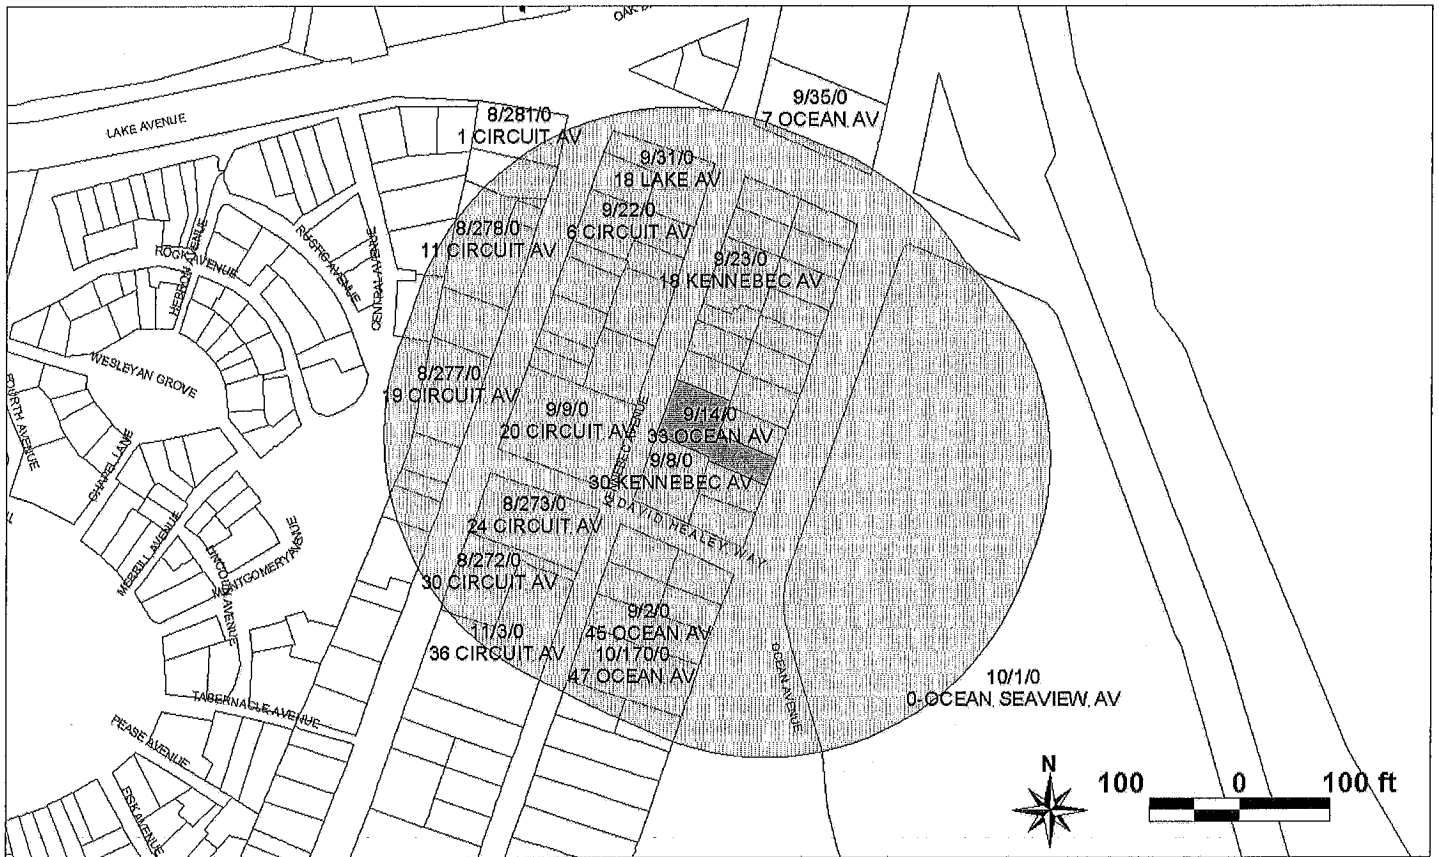 OAK
LAKE AVENUE
8/281/0
1 CIRCUIT AV
9/35/0
7 OCEAN AV
9/31/0
18 LAKE AV
9/22/0
6 CIRCUIT AV
8/278/0
11 CIRCUIT AV
9/23/0
18 KENNEBEC AV
ROCK AVENUE
HEBRON AVENUE
RUSTIC AVENUE
CENTRAL AVENUE
WESLEYAN GROVE
FOURTH AVENUE
CHAPEL LANE
8/277/0
19 CIRCUIT AV
9/9/0
20 CIRCUIT AV
KENNEBEC AVENUE
9/14/0
33 OCEAN AV
9/8/0
30 KENNEBEC AV
8/273/0
24 CIRCUIT AV
DAVID HEALEY WAY
8/272/0
30 CIRCUIT AV
MERRILL AVENUE
LINCOLN AVENUE
MONTGOMERY AVENUE
9/2/0
45 OCEAN AV
11/3/0
36 CIRCUIT AV
10/170/0
47 OCEAN AV
OCEAN AVENUE
10/1/0
0 OCEAN SEAVIEW AV
TABERNACLE AVENUE
PEASE AVENUE
FISK AVENUE
N
100 0 100 ft